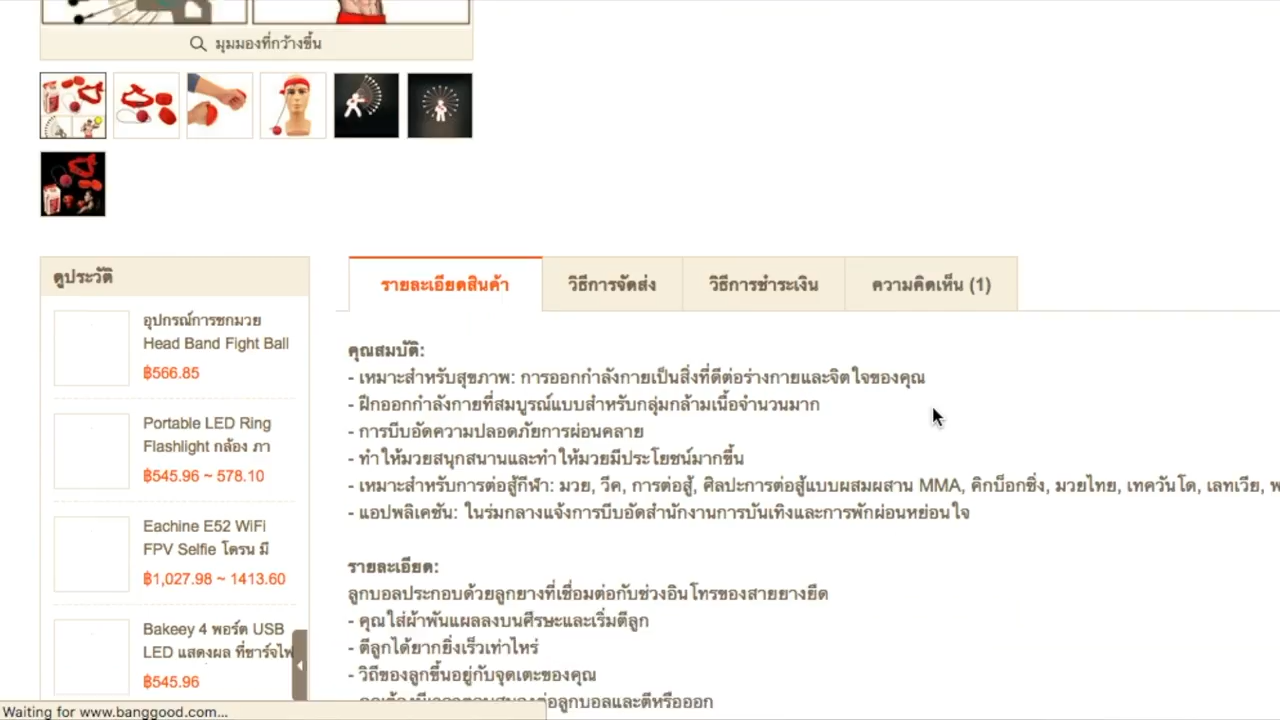 มุมมองที่กว้างขึ้น
ดูประวัติ
อุปกรณ์การชกมวย
Head Band Fight Ball
฿566.85
Portable LED Ring
Flashlight กล้อง ภา
฿545.96 ~ 578.10
Eachine E52 WiFi
FPV Selfie โดรน มี
฿1,027.98 ~ 1413.60
Bakeey 4 พอร์ต USB
LED แสดงผล ที่ชาร์จไฟ
฿545.96
รายละเอียดสินค้า
วิธีการจัดส่ง
วิธีการชำระเงิน
ความคิดเห็น (1)
คุณสมบัติ:
- เหมาะสำหรับสุขภาพ: การออกกำลังกายเป็นสิ่งที่ดีต่อร่างกายและจิตใจของคุณ
- ฝึกออกกำลังกายที่สมบูรณ์แบบสำหรับกลุ่มกล้ามเนื้อจำนวนมาก
- การบีบอัดความปลอดภัยการผ่อนคลาย
- ทำให้มวยสนุกสนานและทำให้มวยมีประโยชน์มากขึ้น
- เหมาะสำหรับการต่อสู้กีฬา: มวย, วีค, การต่อสู้, ศิลปะการต่อสู้แบบผสมผสาน MMA, คิกบ็อกซิ่ง, มวยไทย, เทควันโด, เลทเวีย, พ
- แอปพลิเคชัน: ในร่มกลางแจ้งการบีบอัดสำนักงานการบันเทิงและการพักผ่อนหย่อนใจ
รายละเอียด:
ลูกบอลประกอบด้วยลูกยางที่เชื่อมต่อกับช่วงอินโทรของสายยางยืด
- คุณใส่ผ้าพันแผลลงบนศีรษะและเริ่มตีลูก
- ตีลูกได้ยากยิ่งเร็วเท่าไหร่
- วิถีของลูกขึ้นอยู่กับจุดเตะของคุณ
ลูกบอลและตีหรือออก
Waiting for www.banggood.com...